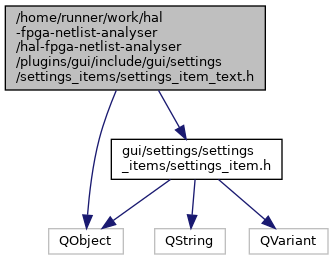 /home/runner/work/hal
-fpga-netlist-analyser
/hal-fpga-netlist-analyser
/plugins/gui/include/gui/settings
/settings_items/settings_item_text.h
gui/settings/settings
_items/settings_item.h
QObject
QString
QVariant